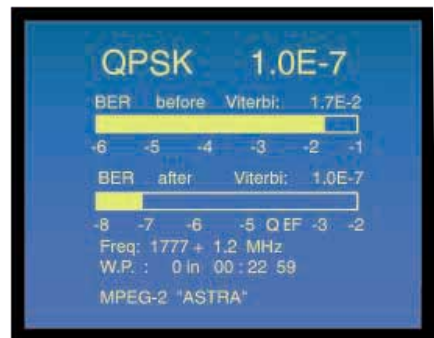 QPSK 1.0E-7
BER before Viterbi: 1.7E-2
-6 -5 -4 -3 -2 -1
BER after Viterbi: 1.0E-7
-8 -7 -6 -5 QEF -3 -2
Freq: 1777 + 1.2 MHz
W.P. : 0 in 00 : 22 59
MPEG-2 "ASTRA"